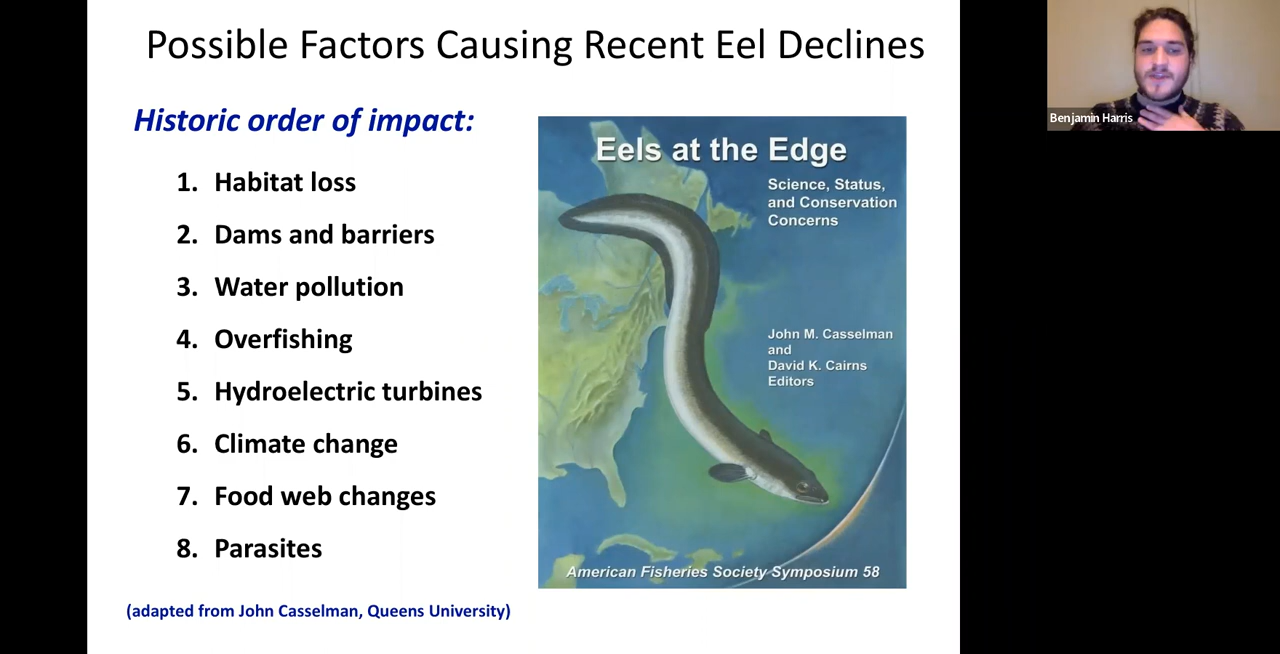 Possible Factors Causing Recent Eel Declines
Historic order of impact:
1. Habitat loss
2. Dams and barriers
3. Water pollution
4. Overfishing
5. Hydroelectric turbines
6. Climate change
7. Food web changes
8. Parasites
(adapted from John Casselman, Queens University)
Eels at the Edge
Science, Status,
and Conservation
Concerns
John M. Casselman
and
David K. Cairns
Editors
American Fisheries Society Symposium 58
Benjamin Harris